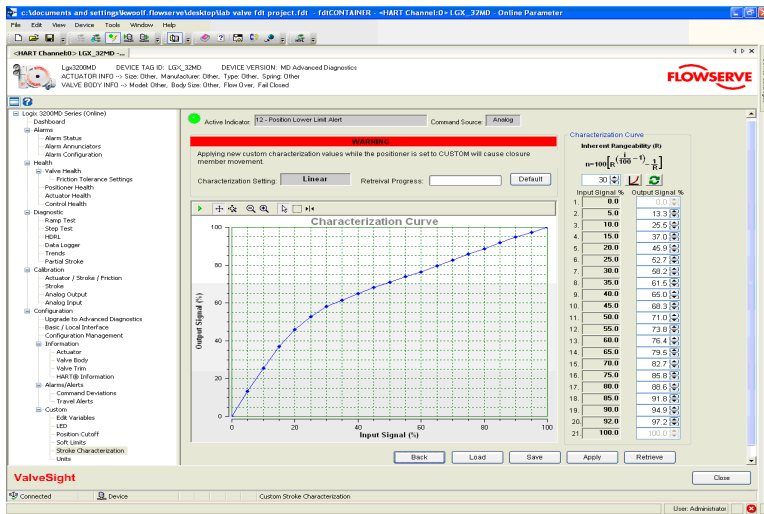 c:\documents and settings\kwoolf.flowserve\desktop\lab valve fdt project.fdt - fdtCONTAINER - <HART Channel:0> LGX_32MD - Online Parameter
File Edit View Device Tools Window Help
<HART Channel:0> LGX_32MD -...
Lgx3200MD DEVICE TAG ID: LGX_32MD DEVICE VERSION: MD Advanced Diagnostics
ACTUATOR INFO --> Size: Other, Manufacturer: Other, Type: Other, Spring: Other
VALVE BODY INFO --> Model: Other, Body Size: Other, Flow Over, Fail Closed
FLOWSERVE
Logix 3200MD Series (Online)
Dashboard
Alarms
Alarm Status
Alarm Annunciators
Alarm Configuration
Health
Valve Health
Friction Tolerance Settings
Positioner Health
Actuator Health
Control Health
Diagnostic
Ramp Test
Step Test
HDRL
Data Logger
Trends
Partial Stroke
Calibration
Actuator / Stroke / Friction
Stroke
Analog Output
Analog Input
Configuration
Upgrade to Advanced Diagnostics
Basic / Local Interface
Configuration Management
Information
Actuator
Valve Body
Valve Trim
HART® Information
Alarms/Alerts
Command Deviations
Travel Alerts
Custom
Edit Variables
LED
Position Cutoff
Soft Limits
Stroke Characterization
Units
Active Indicator 12 - Position Lower Limit Alert Command Source: Analog
WARNING
Applying new custom characterization values while the positioner is set to CUSTOM will cause closure
member movement.
Characterization Setting: Linear Retreival Progress: Default
Characterization Curve
Output Signal (%)
100
80
60
40
20
0
0 20 40 60 80 100
Input Signal (%)
Characterization Curve
Inherent Rangeability (R)
n=100[R^(i/100 -1) - 1/R]
30
Input Signal % Output Signal %
1. 0.0 0.0
2. 5.0 13.3
3. 10.0 25.5
4. 15.0 37.0
5. 20.0 45.9
6. 25.0 52.7
7. 30.0 58.2
8. 35.0 61.5
9. 40.0 65.0
10. 45.0 68.3
11. 50.0 71.0
12. 55.0 73.8
13. 60.0 76.4
14. 65.0 79.5
15. 70.0 82.7
16. 75.0 85.8
17. 80.0 88.6
18. 85.0 91.8
19. 90.0 94.9
20. 92.0 97.2
21. 100.0 100.0
Back Load Save Apply Retrieve
ValveSight
Close
Connected Device Custom Stroke Characterization
User: Administrator